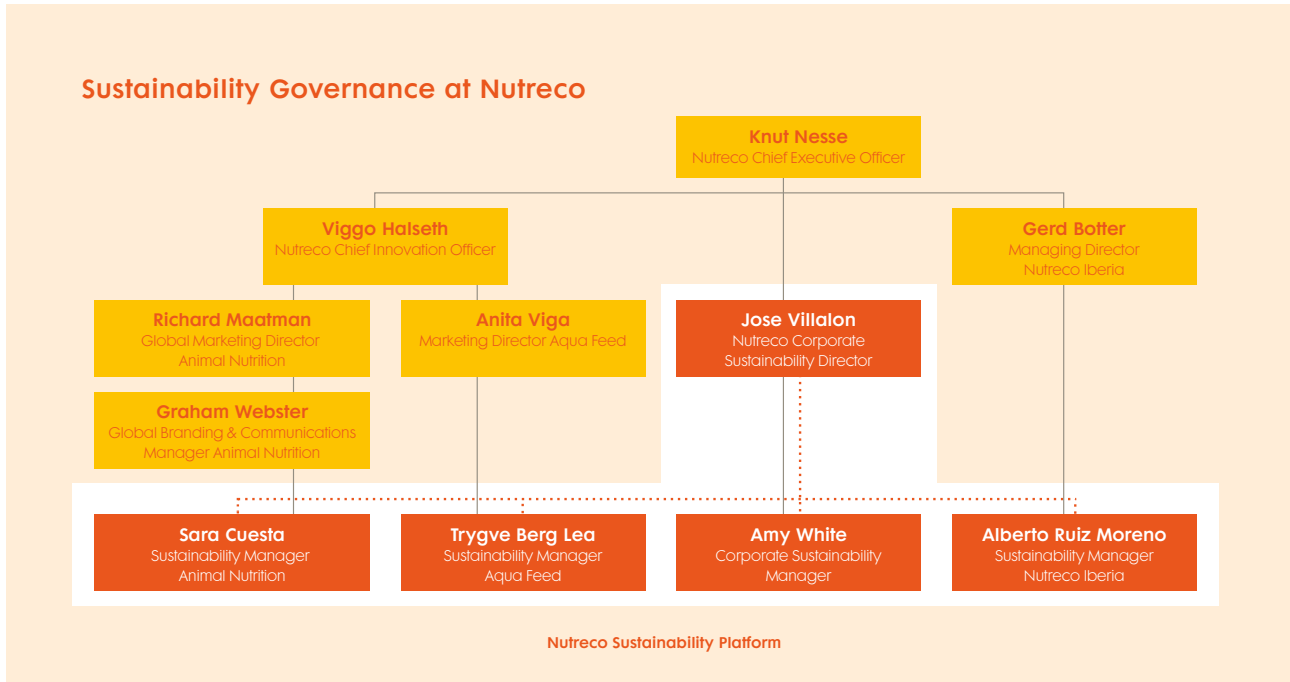 Sustainability Governance at Nutreco
Knut Nesse
Nutreco Chief Executive Officer
Viggo Halseth
Nutreco Chief Innovation Officer
Gerd Botter
Managing Director
Nutreco Iberia
Richard Maatman
Global Marketing Director
Animal Nutrition
Anita Viga
Marketing Director Aqua Feed
Jose Villalon
Nutreco Corporate
Sustainability Director
Graham Webster
Global Branding & Communications
Manager Animal Nutrition
Sara Cuesta
Sustainability Manager
Animal Nutrition
Trygve Berg Lea
Sustainability Manager
Aqua Feed
Amy White
Corporate Sustainability
Manager
Alberto Ruiz Moreno
Sustainability Manager
Nutreco Iberia
Nutreco Sustainability Platform